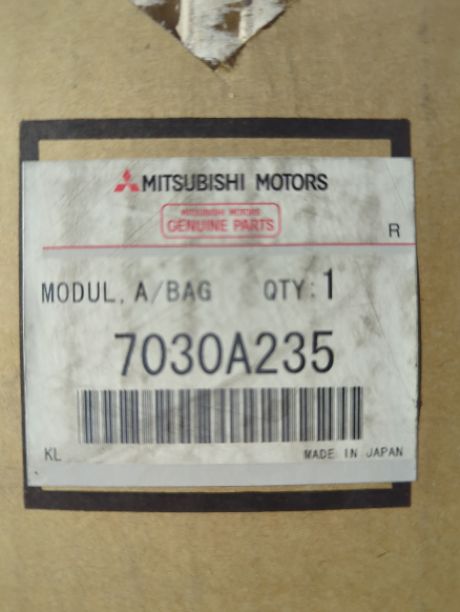 MITSUBISHI MOTORS
MITSUBISHI MOTORS
GENUINE PARTS
R
MODUL, A/BAG QTY:1
7030A235
KL MADE IN JAPAN